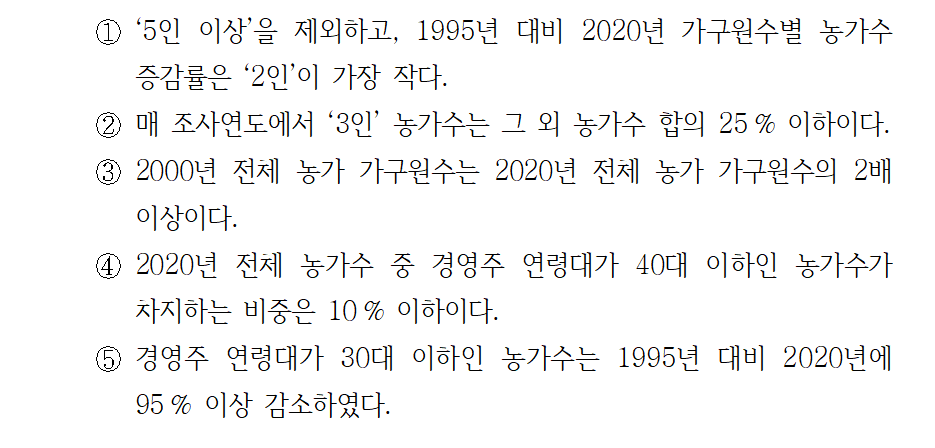 ① ‘5인 이상’을 제외하고, 1995년 대비 2020년 가구원수별 농가수
증감률은 ‘2인’이 가장 작다.
② 매 조사연도에서 ‘3인’ 농가수는 그 외 농가수 합의 25 % 이하이다.
③ 2000년 전체 농가 가구원수는 2020년 전체 농가 가구원수의 2배
이상이다.
④ 2020년 전체 농가수 중 경영주 연령대가 40대 이하인 농가수가
차지하는 비중은 10 % 이하이다.
⑤ 경영주 연령대가 30대 이하인 농가수는 1995년 대비 2020년에
95 % 이상 감소하였다.